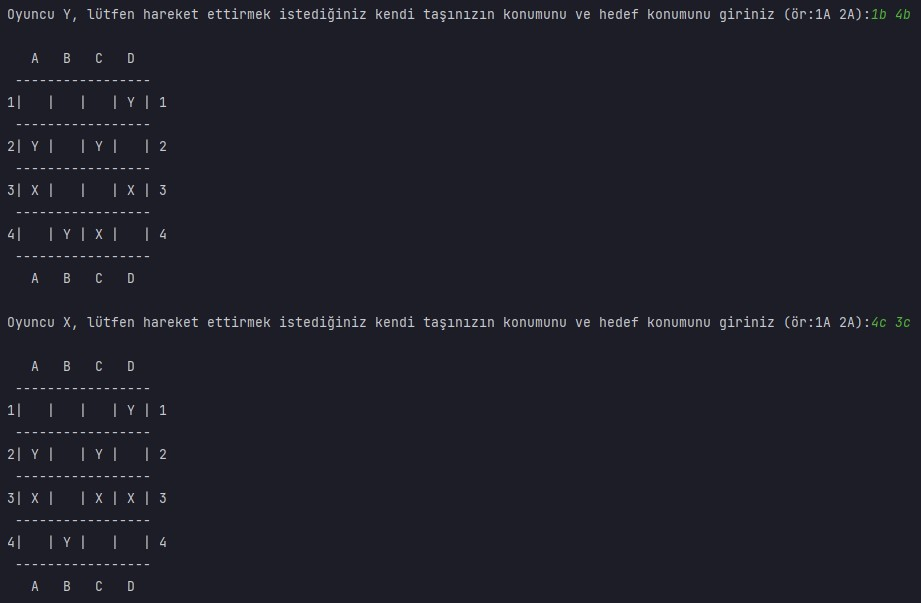 Oyuncu Y, lütfen hareket ettirmek istediğiniz kendi taşınızın konumunu ve hedef konumunu giriniz (ör:1A 2A):1b 4b
    A   B   C   D
  -----------------
1|   |   |   | Y | 1
  -----------------
2| Y |   | Y |   | 2
  -----------------
3| X |   |   | X | 3
  -----------------
4|   | Y | X |   | 4
  -----------------
    A   B   C   D
Oyuncu X, lütfen hareket ettirmek istediğiniz kendi taşınızın konumunu ve hedef konumunu giriniz (ör:1A 2A):4c 3c
    A   B   C   D
  -----------------
1|   |   |   | Y | 1
  -----------------
2| Y |   | Y |   | 2
  -----------------
3| X |   | X | X | 3
  -----------------
4|   | Y |   |   | 4
  -----------------
    A   B   C   D